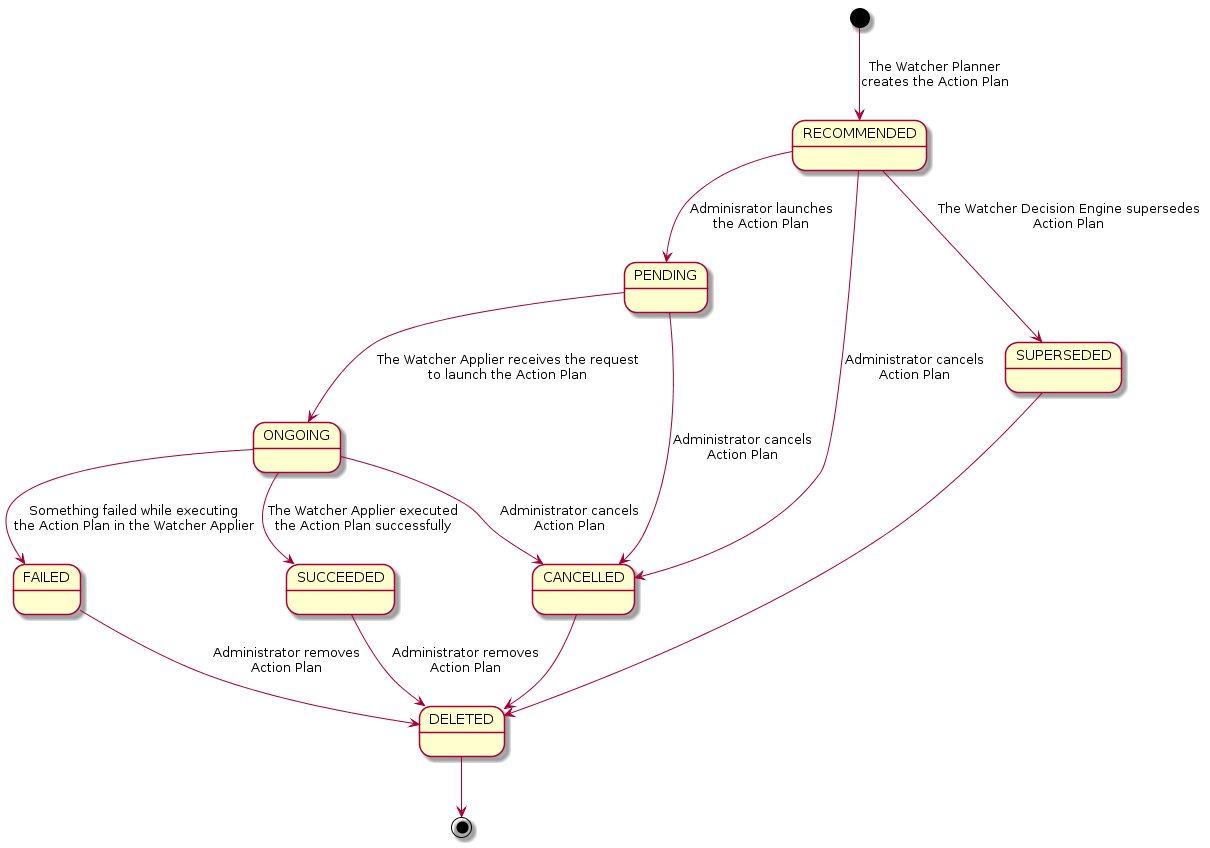 The Watcher Planner
creates the Action Plan
RECOMMENDED
Adminisrator launches
the Action Plan
The Watcher Decision Engine supersedes
Action Plan
PENDING
SUPERSEDED
The Watcher Applier receives the request
to launch the Action Plan
Administrator cancels
Action Plan
ONGOING
Administrator cancels
Action Plan
Something failed while executing
the Action Plan in the Watcher Applier
The Watcher Applier executed
the Action Plan successfully
Administrator cancels
Action Plan
FAILED
SUCCEEDED
CANCELLED
Administrator removes
Action Plan
Administrator removes
Action Plan
DELETED